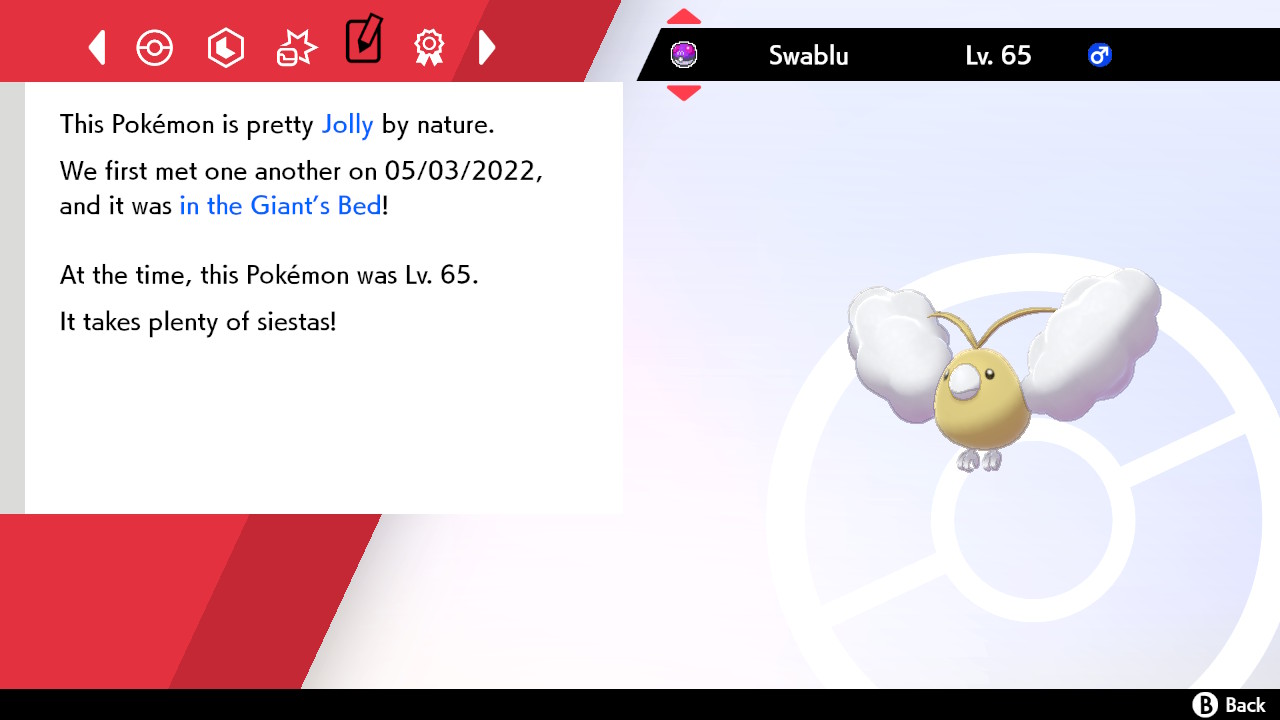 Swablu Lv. 65
This Pokémon is pretty Jolly by nature.
We first met one another on 05/03/2022,
and it was in the Giant's Bed!
At the time, this Pokémon was Lv. 65.
It takes plenty of siestas!
B Back